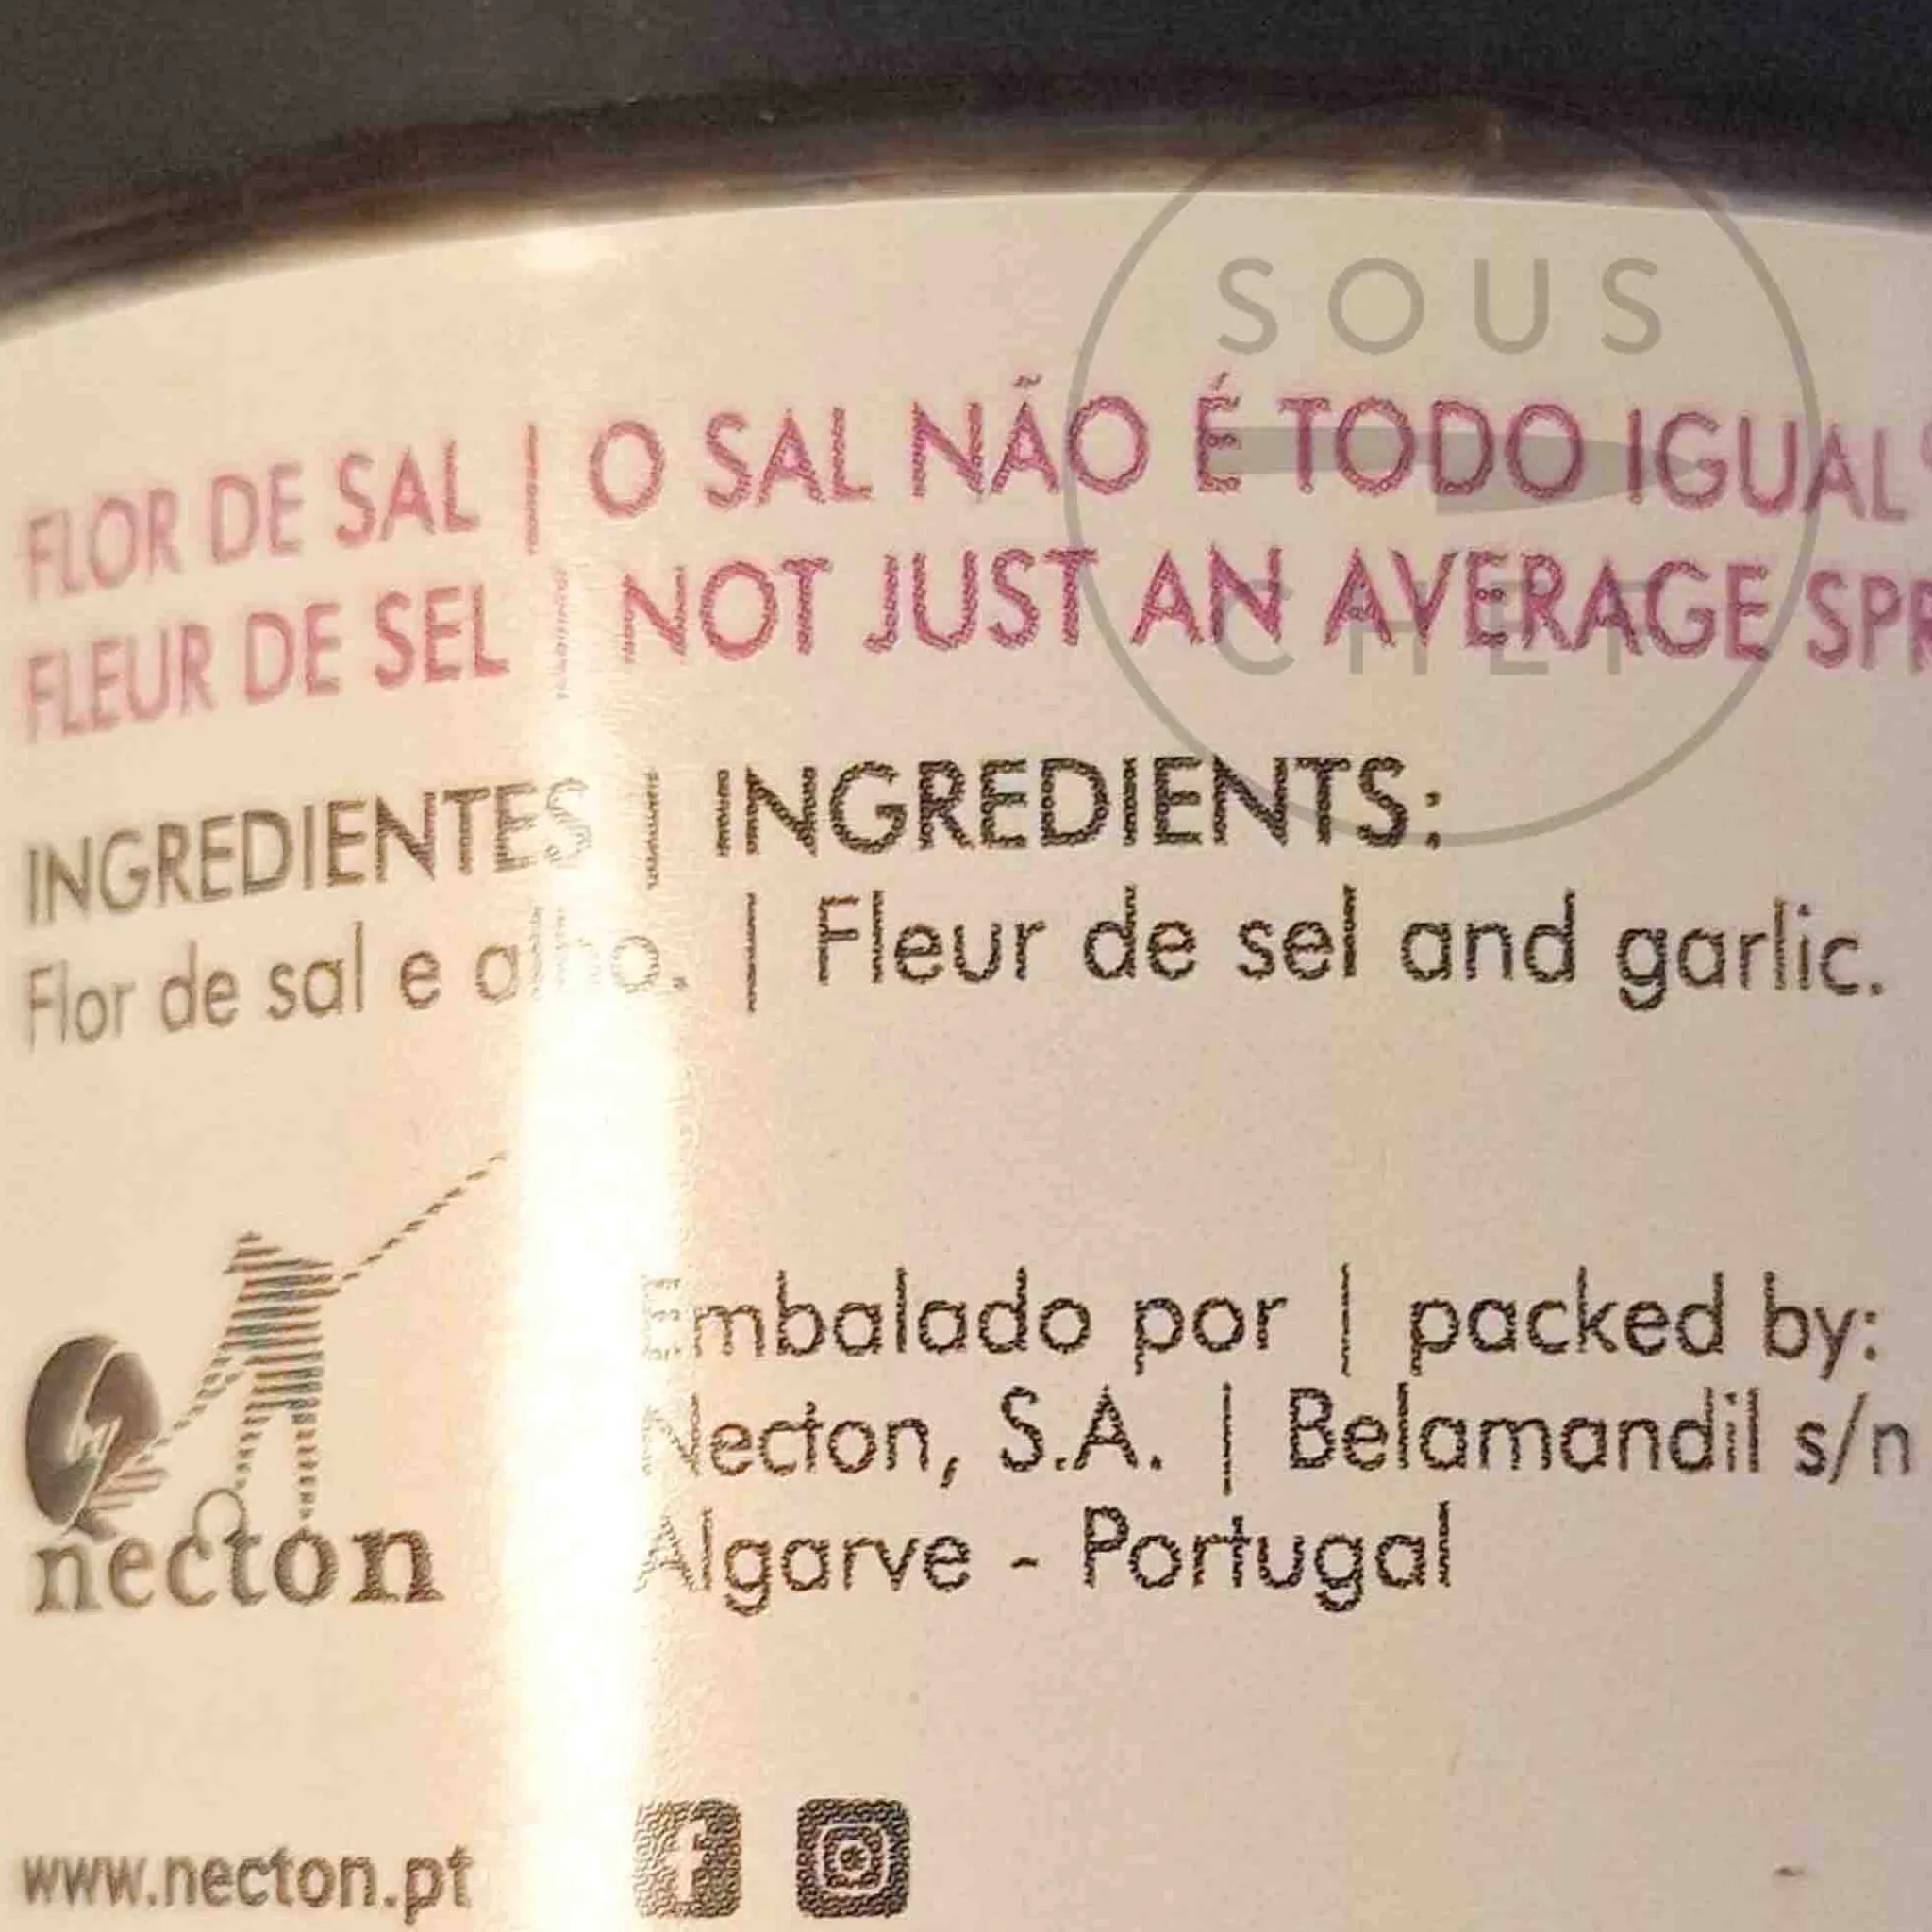 SOUS
FLOR DE SAL | O SAL NÃO É TODO IGUAL
CHEF
FLEUR DE SEL | NOT JUST AN AVERAGE
INGREDIENTES | INGREDIENTS:
Flor de sal e alho. | Fleur de sel and garlic.
Embalado por | packed by:
Necton, S.A. | Belamandil s/n
Algarve - Portugal
necton
www.necton.pt